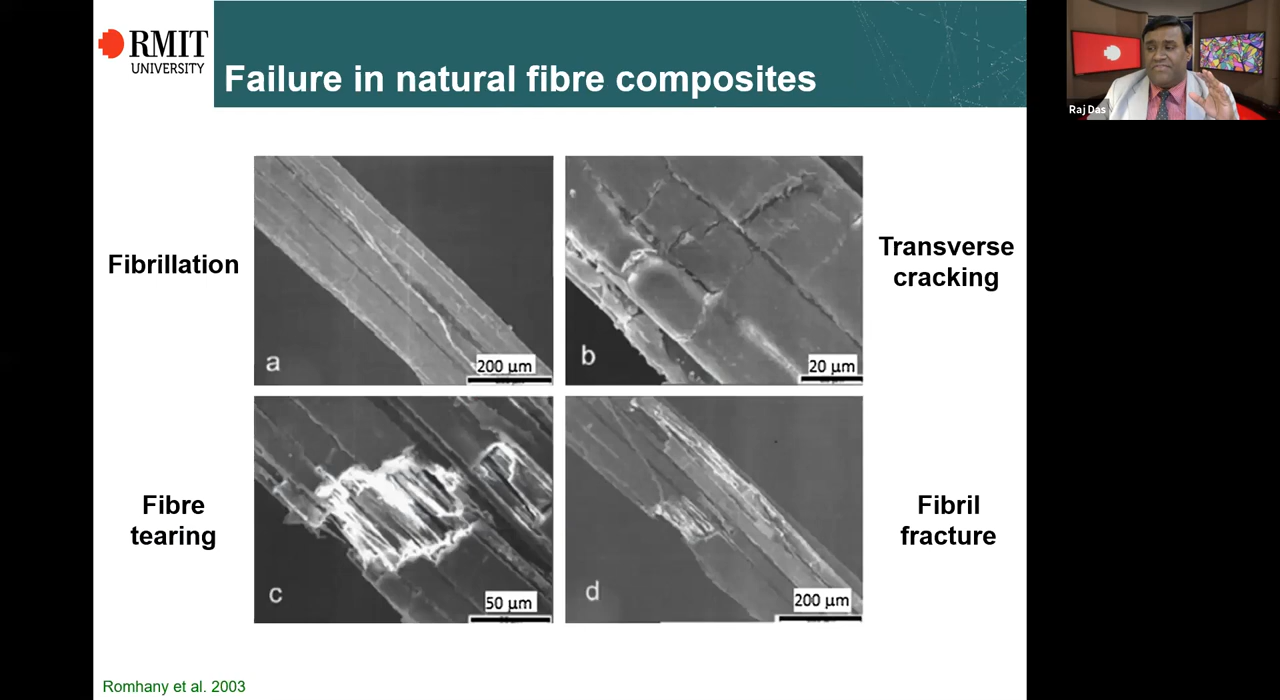 RMIT
UNIVERSITY
Failure in natural fibre composites
Raj Das
Fibrillation
a
200 µm
b
20 µm
Transverse
cracking
Fibre
tearing
c
50 µm
d
200 µm
Fibril
fracture
Romhany et al. 2003